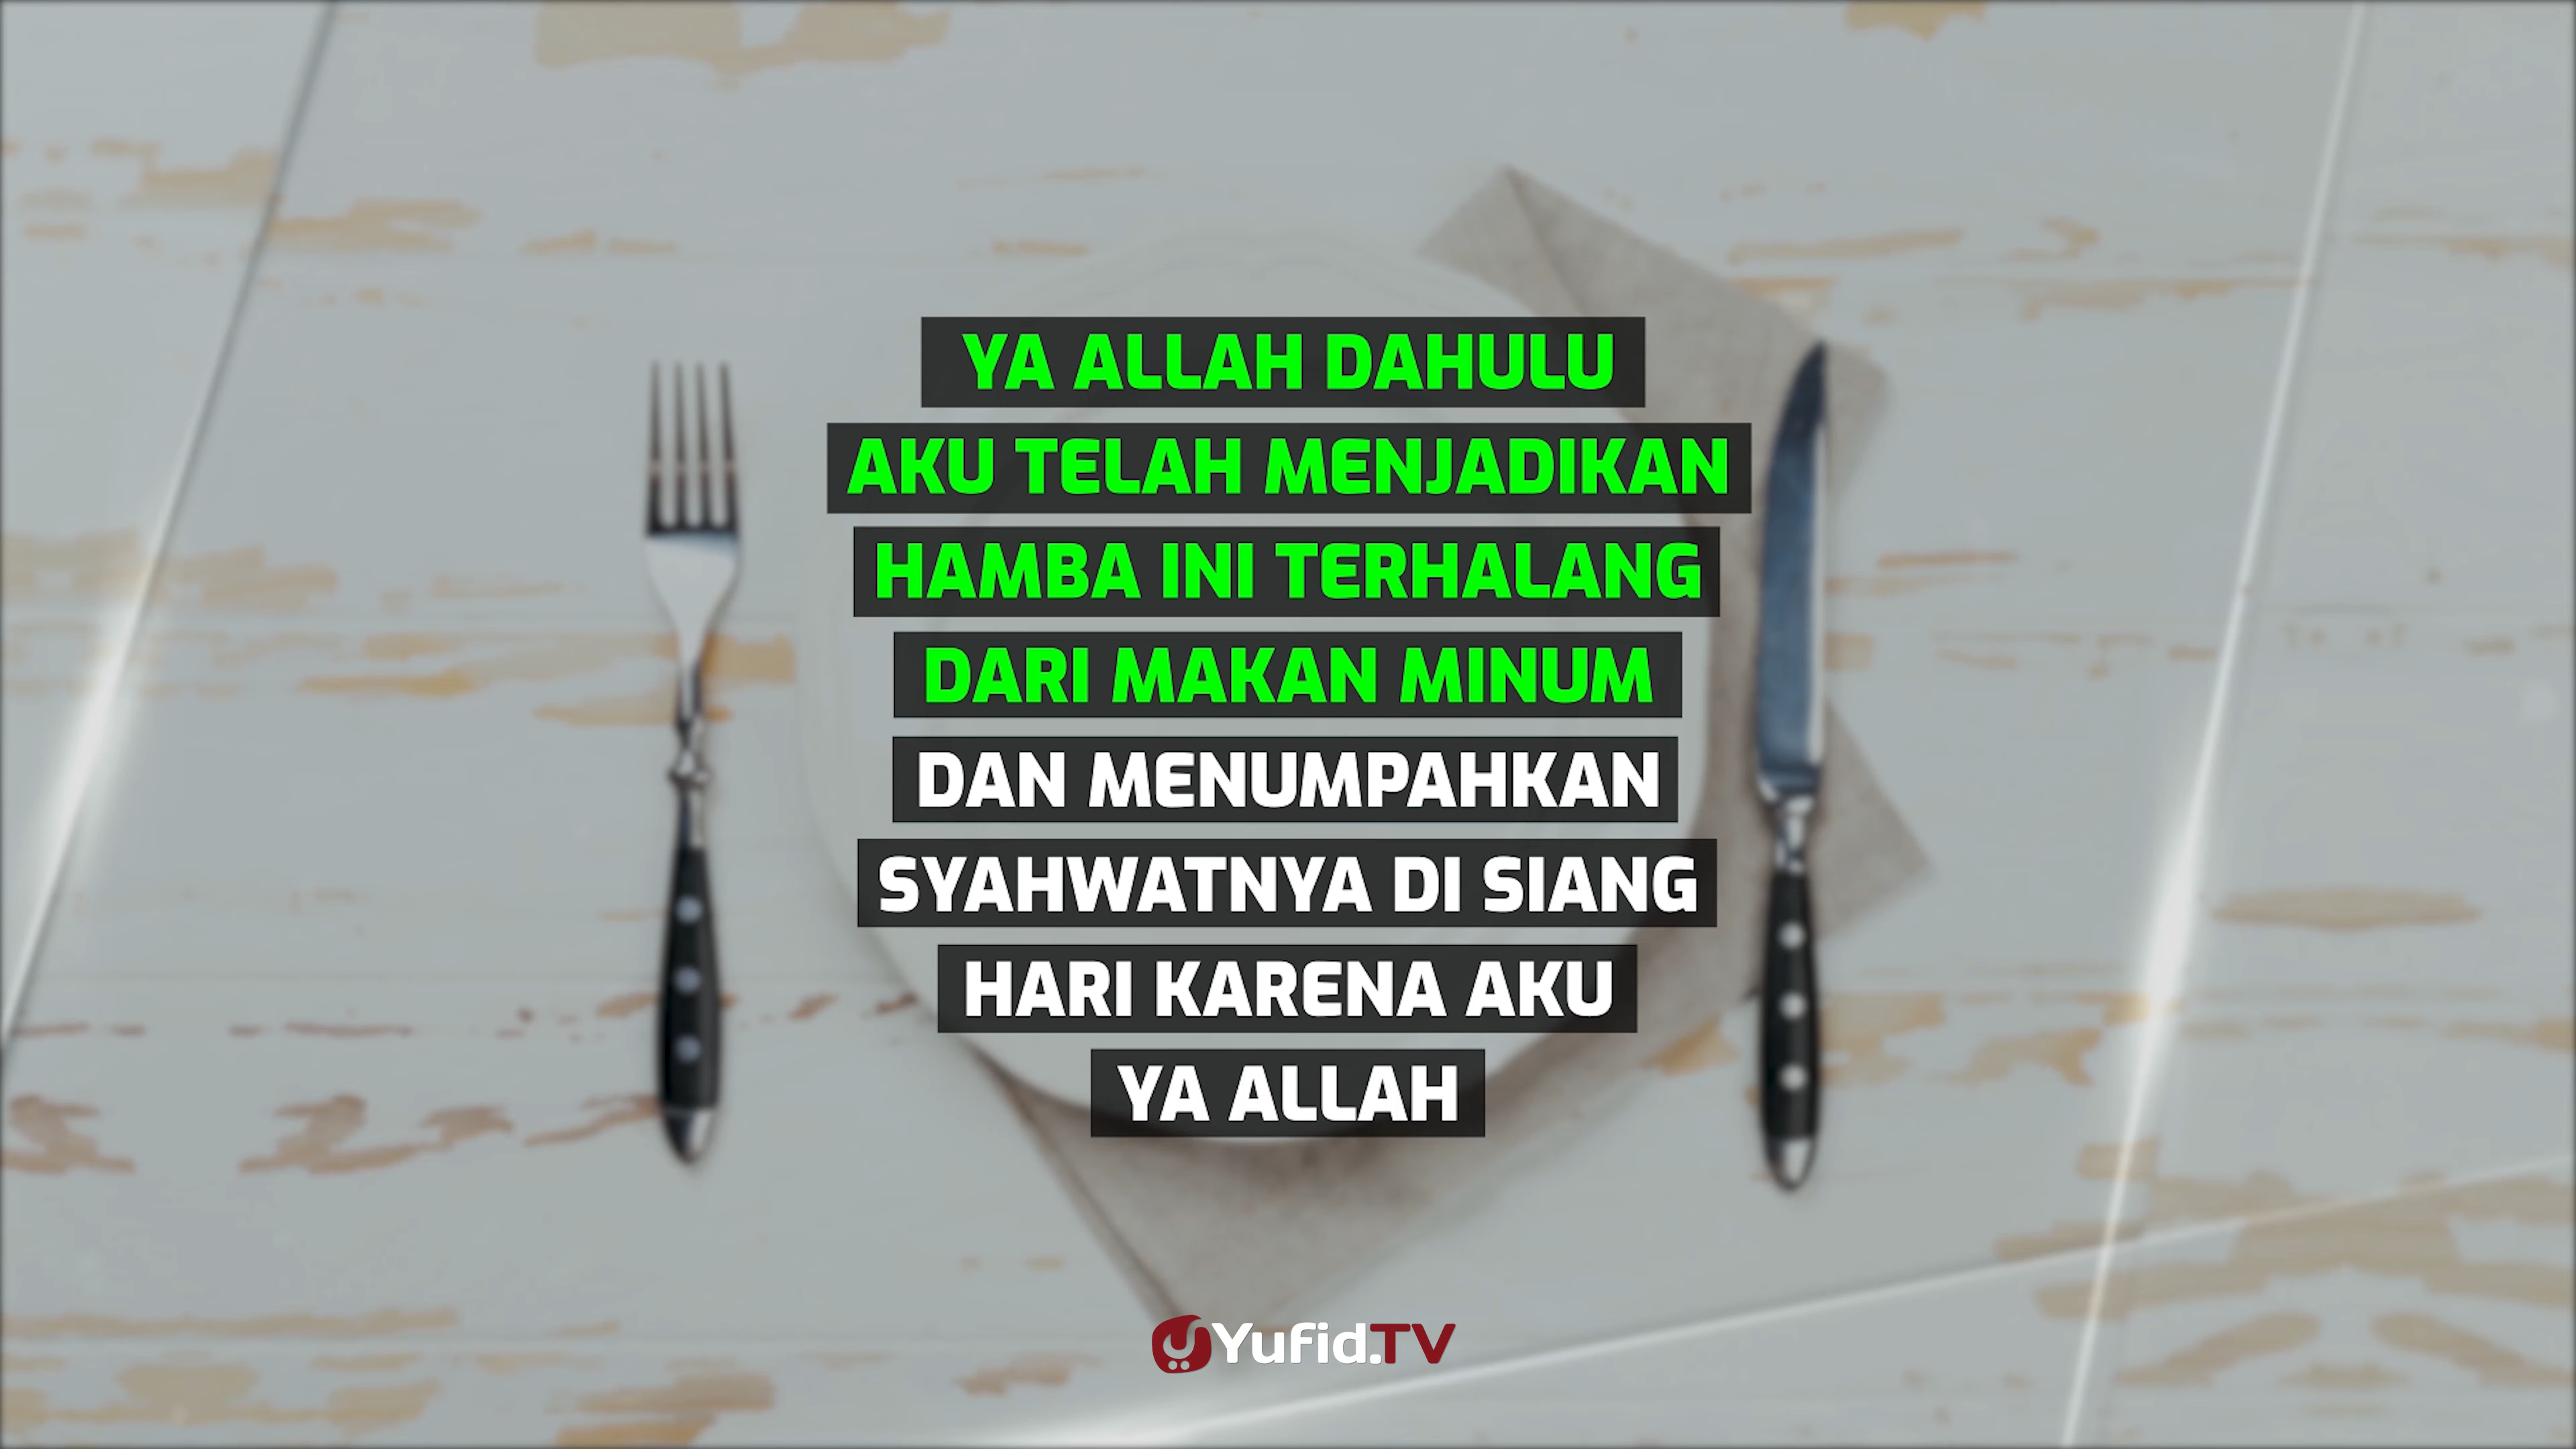 YA ALLAH DAHULU
AKU TELAH MENJADIKAN
HAMBA INI TERHALANG
DARI MAKAN MINUM
DAN MENUMPAHKAN
SYAHWATNYA DI SIANG
HARI KARENA AKU
YA ALLAH
Yufid.TV